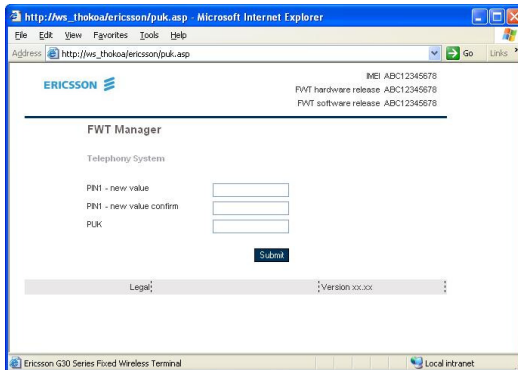 http://ws_thokoa/ericsson/puk.asp - Microsoft Internet Explorer
File Edit View Favorites Tools Help
Address http://ws_thokoa/ericsson/puk.asp Go Links »
ERICSSON
IMEI ABC12345678
FWT hardware release ABC12345678
FWT software release ABC12345678
FWT Manager
Telephony System
PIN1 - new value
PIN1 - new value confirm
PUK
Submit
Legal Version xx.xx
Ericsson G30 Series Fixed Wireless Terminal Local intranet